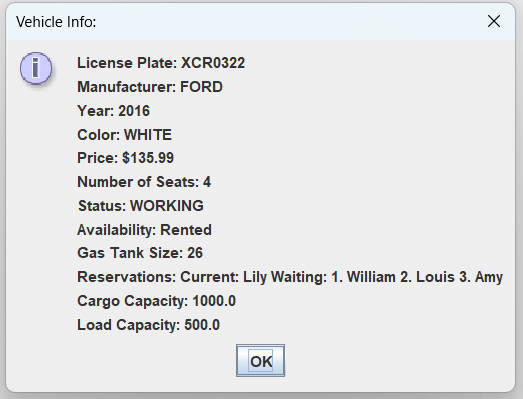 Vehicle Info:
License Plate: XCR0322
Manufacturer: FORD
Year: 2016
Color: WHITE
Price: $135.99
Number of Seats: 4
Status: WORKING
Availability: Rented
Gas Tank Size: 26
Reservations: Current: Lily Waiting: 1. William 2. Louis 3. Amy
Cargo Capacity: 1000.0
Load Capacity: 500.0
OK